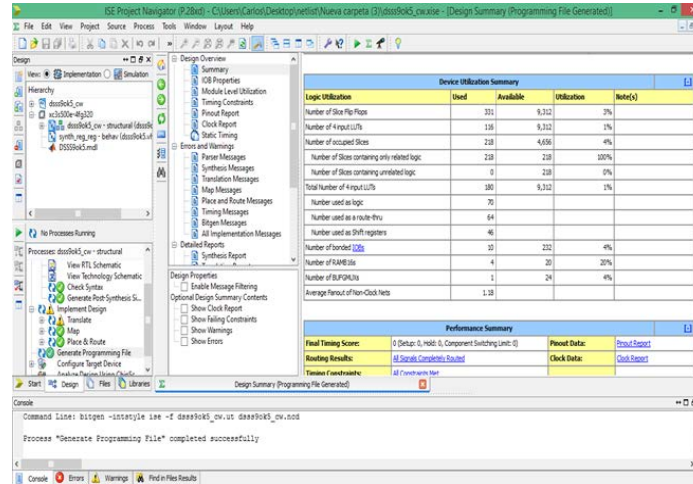 ISE Project Navigator (P.28xd) - C:\Users\Carlos\Desktop\netlist\Nueva carpeta (3)\dsss9ok5_cw.xise - [Design Summary (Programming File Generated)]
File Edit View Project Source Process Tools Window Layout Help
Design
View: Implementation Simulation
Hierarchy
dsss9ok5_cw
xc3s500e-4fg320
dsss9ok5_cw - structural (dsss9ok
synth_reg_reg - behav (dsss9ok5.vh
DSSS9ok5.mdl
No Processes Running
Processes: dsss9ok5_cw - structural
View RTL Schematic
View Technology Schematic
Check Syntax
Generate Post-Synthesis Si...
Implement Design
Translate
Map
Place & Route
Generate Programming File
Configure Target Device
Analyze Design Using ChipSc
Start Design Files Libraries
Design Overview
Summary
IOB Properties
Module Level Utilization
Timing Constraints
Pinout Report
Clock Report
Static Timing
Errors and Warnings
Parser Messages
Synthesis Messages
Translation Messages
Map Messages
Place and Route Messages
Timing Messages
Bitgen Messages
All Implementation Messages
Detailed Reports
Synthesis Report
Design Properties
Enable Message Filtering
Optional Design Summary Contents
Show Clock Report
Show Failing Constraints
Show Warnings
Show Errors
Device Utilization Summary [-]
Logic Utilization Used Available Utilization Note(s)
Number of Slice Flip Flops 331 9,312 3%
Number of 4 input LUTs 116 9,312 1%
Number of occupied Slices 218 4,656 4%
Number of Slices containing only related logic 218 218 100%
Number of Slices containing unrelated logic 0 218 0%
Total Number of 4 input LUTs 180 9,312 1%
Number used as logic 70
Number used as a route-thru 64
Number used as Shift registers 46
Number of bonded IOBs 10 232 4%
Number of RAMB16s 4 20 20%
Number of BUFGMUXs 1 24 4%
Average Fanout of Non-Clock Nets 1.18
Performance Summary [-]
Final Timing Score: 0 (Setup: 0, Hold: 0, Component Switching Limit: 0) Pinout Data: Pinout Report
Routing Results: All Signals Completely Routed Clock Data: Clock Report
Timing Constraints: All Constraints Met
Design Summary (Programming File Generated)
Console
Command Line: bitgen -intstyle ise -f dsss9ok5_cw.ut dsss9ok5_cw.ncd
Process "Generate Programming File" completed successfully
Console Errors Warnings Find in Files Results